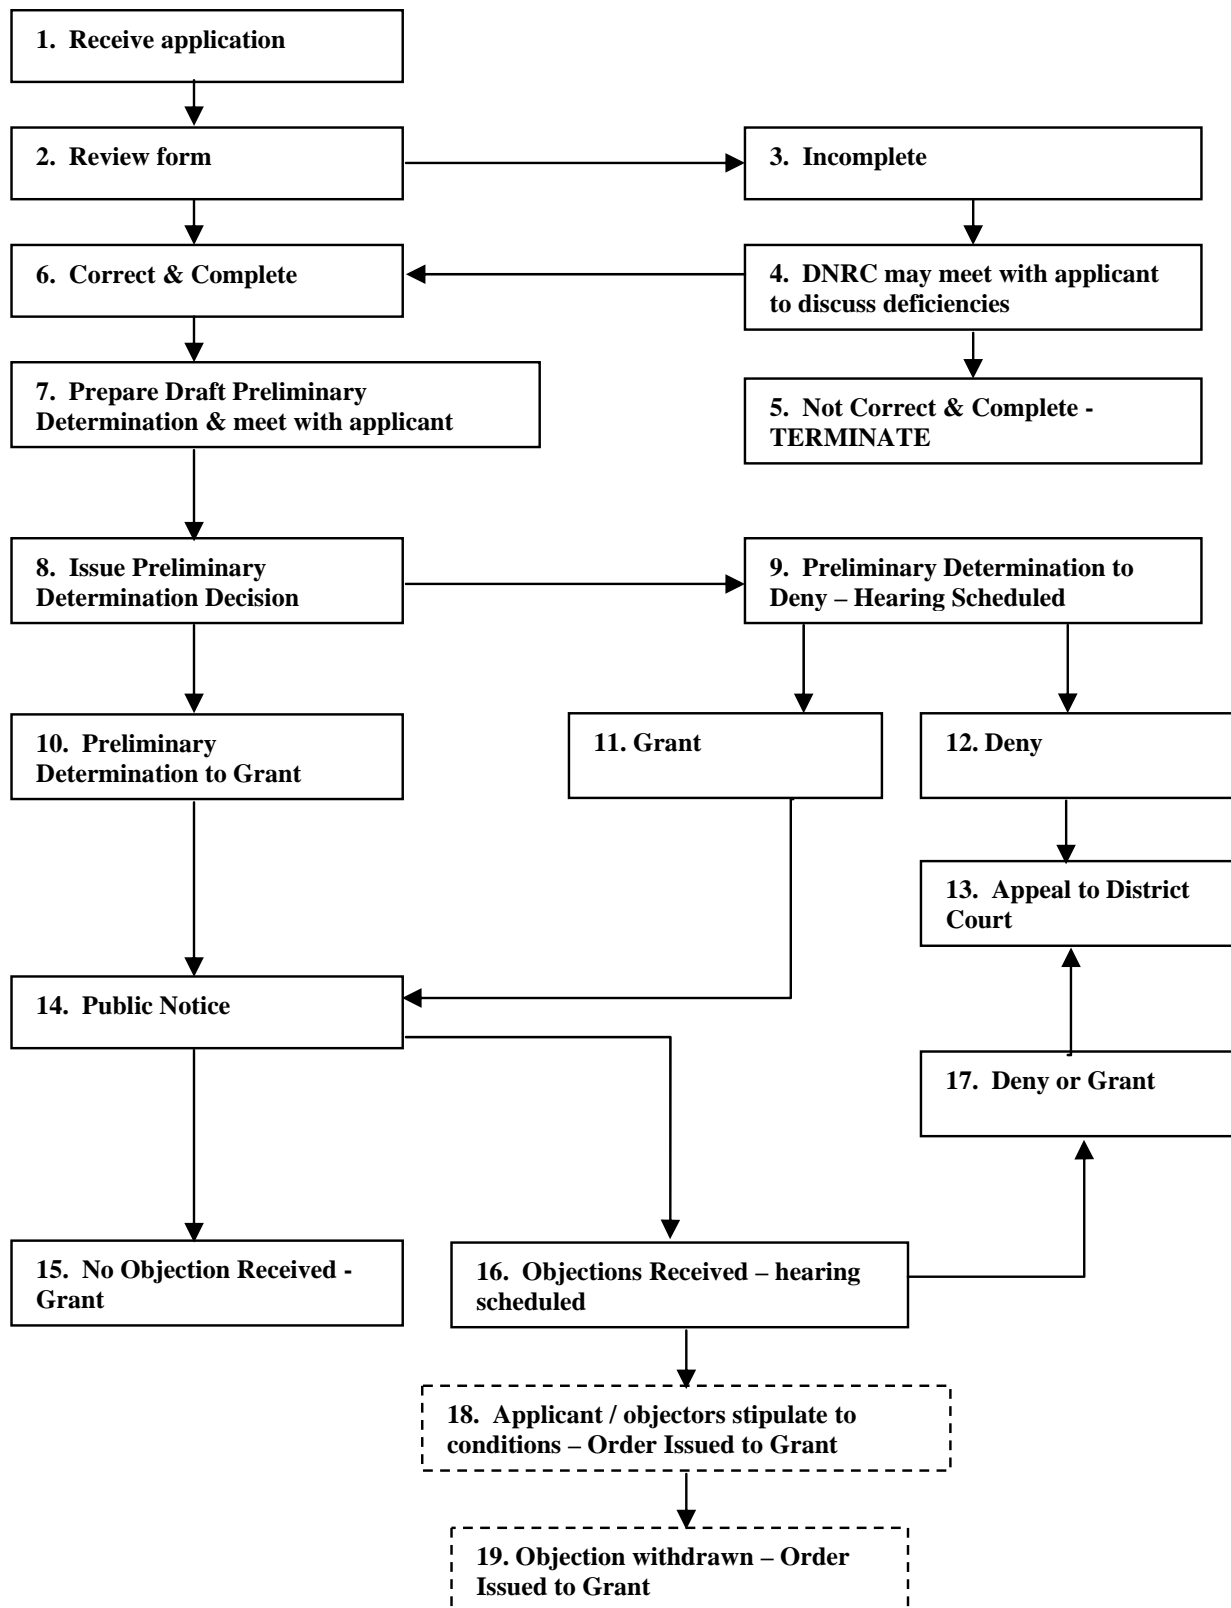 1. Receive application
2. Review form
3. Incomplete
6. Correct & Complete
4. DNRC may meet with applicant
to discuss deficiencies
7. Prepare Draft Preliminary
Determination & meet with applicant
5. Not Correct & Complete -
TERMINATE
8. Issue Preliminary
Determination Decision
9. Preliminary Determination to
Deny – Hearing Scheduled
10. Preliminary
Determination to Grant
11. Grant
12. Deny
13. Appeal to District
Court
14. Public Notice
17. Deny or Grant
15. No Objection Received -
Grant
16. Objections Received – hearing
scheduled
18. Applicant / objectors stipulate to
conditions – Order Issued to Grant
19. Objection withdrawn – Order
Issued to Grant